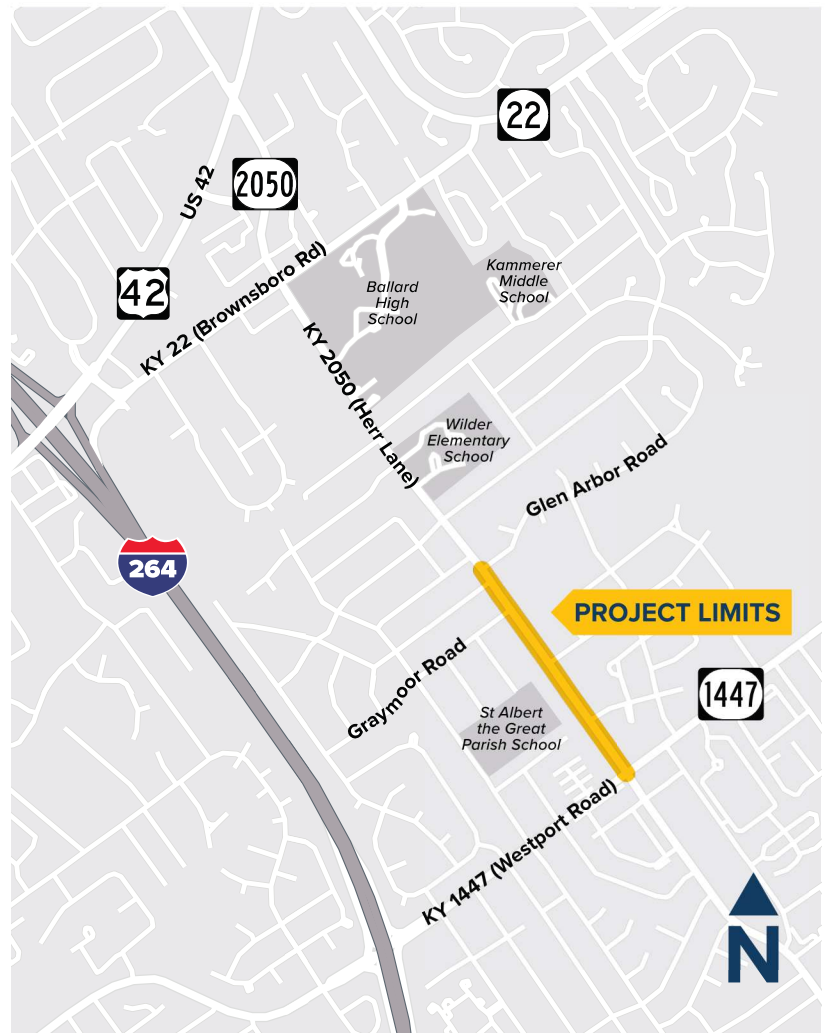 22
2050
US 42
42
KY 22 (Brownsboro Rd)
Kammerer
Middle
School
Ballard
High
School
KY 2050 (Herr Lane)
Wilder
Elementary
School
Glen Arbor Road
264
PROJECT LIMITS
Graymoor Road
1447
St Albert
the Great
Parish School
KY 1447 (Westport Road)
N